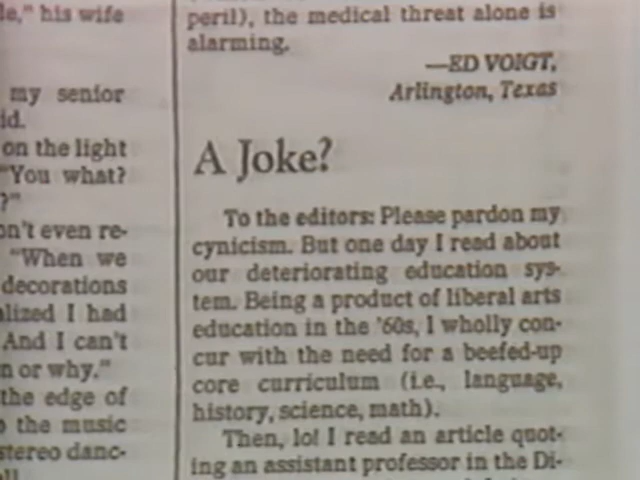 le," his wife
my senior
id.
on the light
"You what?
?"
on't even re-
"When we
decorations
alized I had
And I can't
n or why."
the edge of
o the music
stereo danc-
peril), the medical threat alone is
alarming.
—ED VOIGT,
Arlington, Texas
A Joke?
To the editors: Please pardon my
cynicism. But one day I read about
our deteriorating education sys-
tem. Being a product of liberal arts
education in the '60s, I wholly con-
cur with the need for a beefed-up
core curriculum (i.e., language,
history, science, math).
Then, lo! I read an article quot-
ing an assistant professor in the Di-